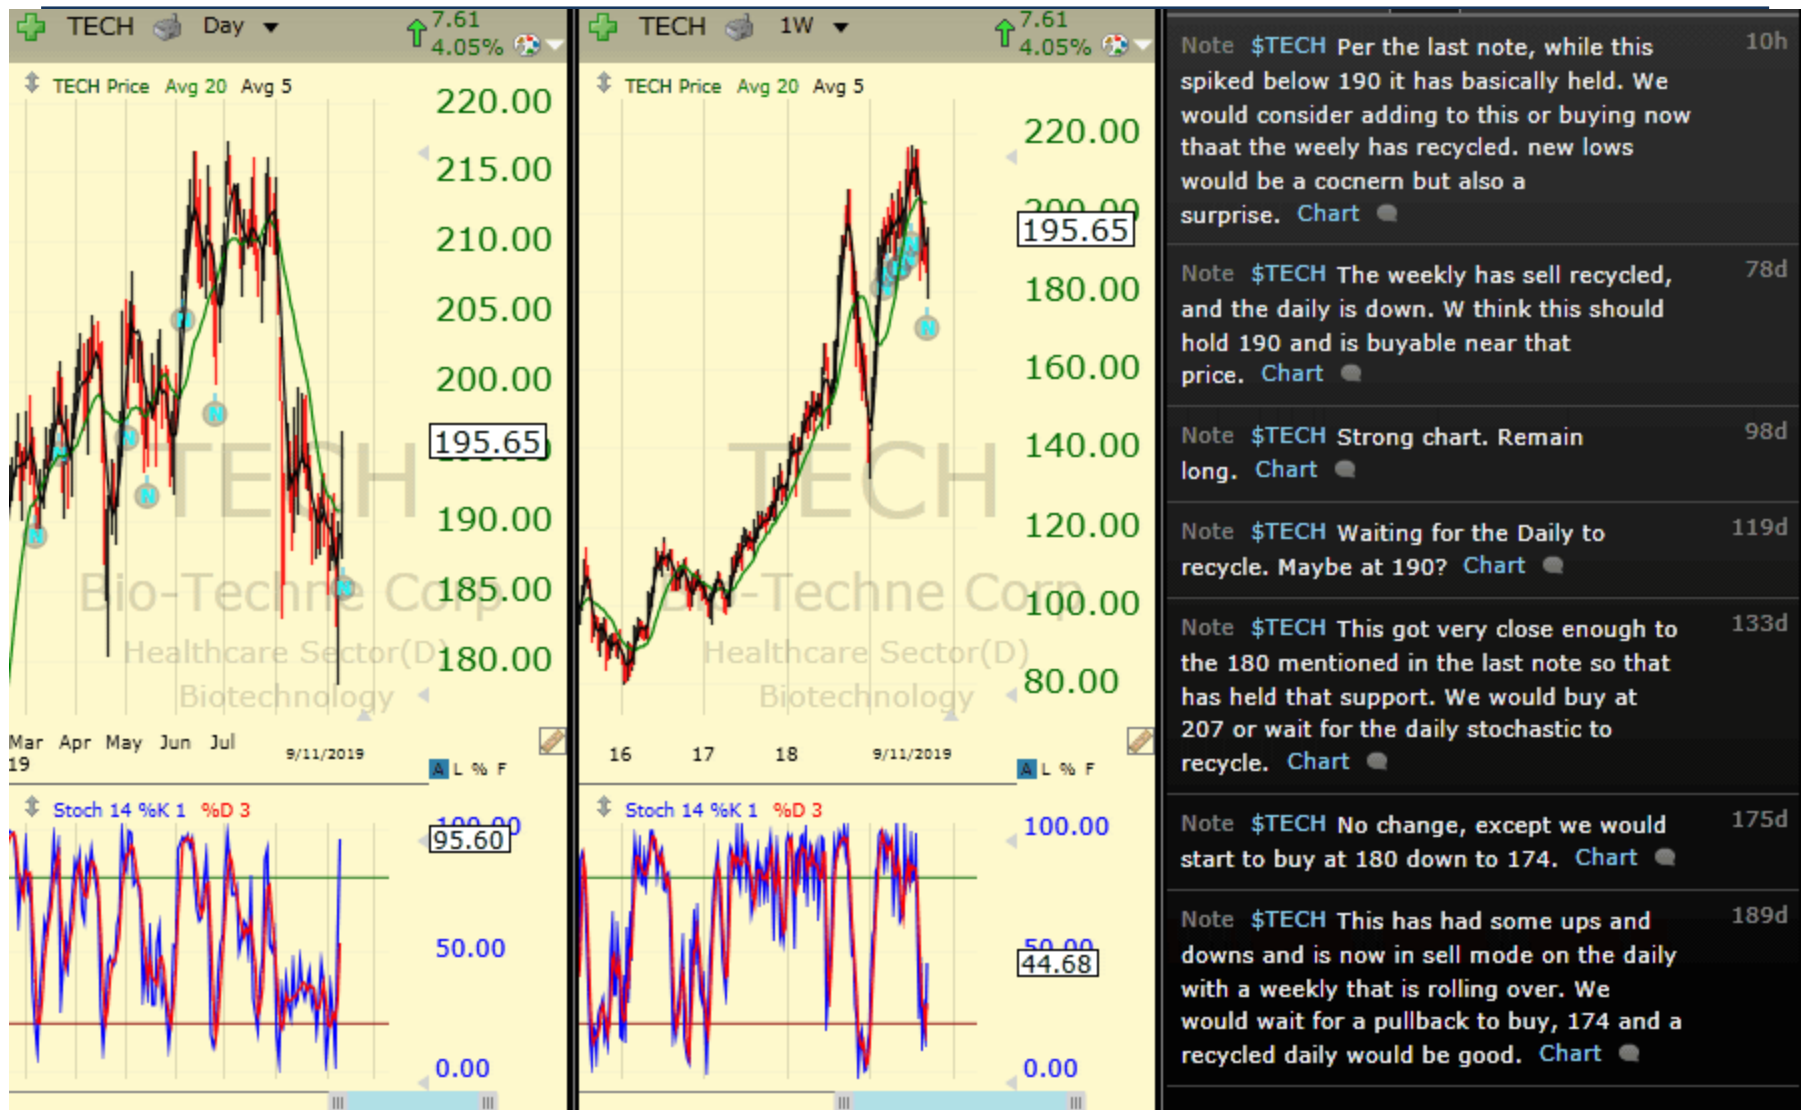 TECH Day 7.61
4.05%
TECH Price Avg 20 Avg 5
220.00
215.00
210.00
205.00
200.00
195.65
190.00
185.00
180.00
TECH
Bio-Techne Corp
Healthcare Sector(D)
Biotechnology
Mar Apr May Jun Jul 9/11/2019
19
A L % F
Stoch 14 %K 1 %D 3
100.00
95.60
50.00
0.00
TECH 1W 7.61
4.05%
TECH Price Avg 20 Avg 5
220.00
200.00
195.65
180.00
160.00
140.00
120.00
100.00
80.00
TECH
Bio-Techne Corp
Healthcare Sector(D)
Biotechnology
16 17 18 9/11/2019
A L % F
Stoch 14 %K 1 %D 3
100.00
50.00
44.68
0.00
Note $TECH Per the last note, while this 10h
spiked below 190 it has basically held. We
would consider adding to this or buying now
thaat the weely has recycled. new lows
would be a cocnern but also a
surprise. Chart
Note $TECH The weekly has sell recycled, 78d
and the daily is down. W think this should
hold 190 and is buyable near that
price. Chart
Note $TECH Strong chart. Remain 98d
long. Chart
Note $TECH Waiting for the Daily to 119d
recycle. Maybe at 190? Chart
Note $TECH This got very close enough to 133d
the 180 mentioned in the last note so that
has held that support. We would buy at
207 or wait for the daily stochastic to
recycle. Chart
Note $TECH No change, except we would 175d
start to buy at 180 down to 174. Chart
Note $TECH This has had some ups and 189d
downs and is now in sell mode on the daily
with a weekly that is rolling over. We
would wait for a pullback to buy, 174 and a
recycled daily would be good. Chart